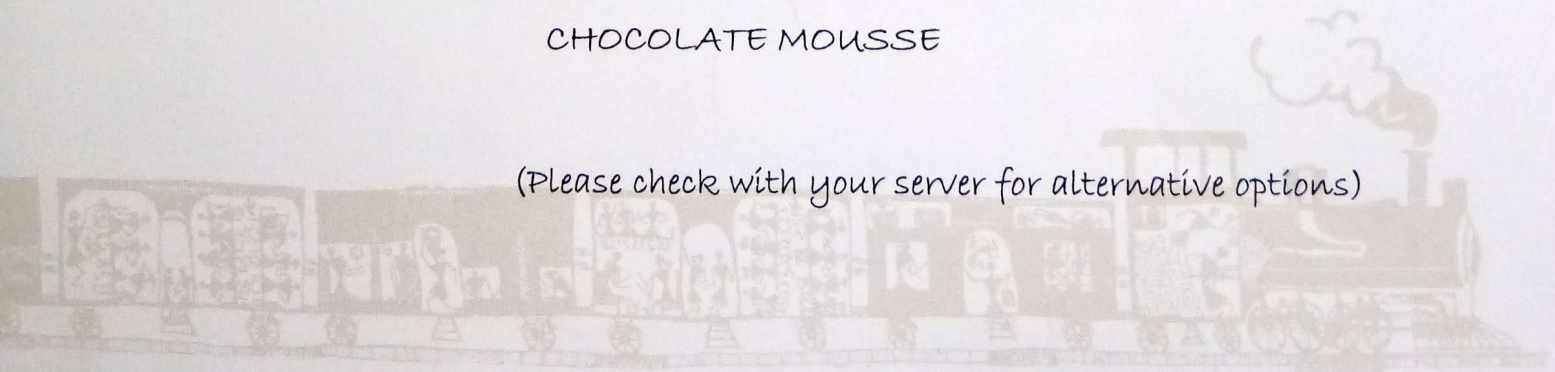 CHOCOLATE MOUSSE
(Please check with your server for alternative options)